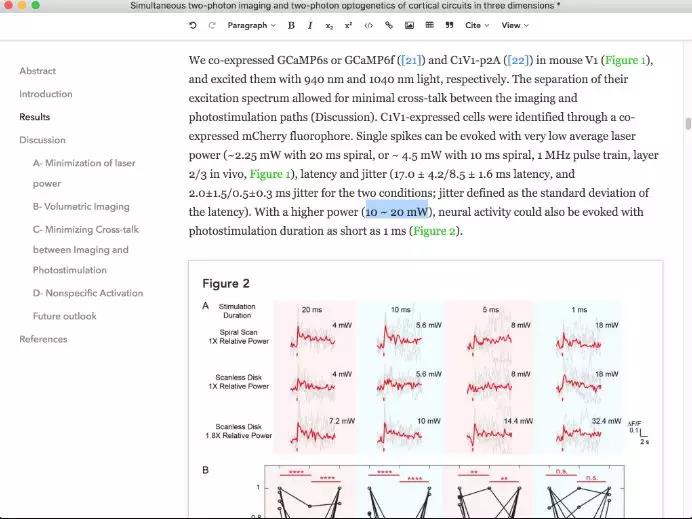 Simultaneous two-photon imaging and two-photon optogenetics of cortical circuits in three dimensions *
Paragraph B I x₂ x² </> Cite View
Abstract
Introduction
Results
Discussion
A- Minimization of laser
power
B- Volumetric Imaging
C- Minimizing Cross-talk
between Imaging and
Photostimulation
D- Nonspecific Activation
Future outlook
References
We co-expressed GCaMP6s or GCaMP6f ([21]) and C1V1-p2A ([22]) in mouse V1 (Figure 1),
and excited them with 940 nm and 1040 nm light, respectively. The separation of their
excitation spectrum allowed for minimal cross-talk between the imaging and
photostimulation paths (Discussion). C1V1-expressed cells were identified through a co-
expressed mCherry fluorophore. Single spikes can be evoked with very low average laser
power (~2.25 mW with 20 ms spiral, or ~ 4.5 mW with 10 ms spiral, 1 MHz pulse train, layer
2/3 in vivo, Figure 1), latency and jitter (17.0 ± 4.2/8.5 ± 1.6 ms latency, and
2.0±1.5/0.5±0.3 ms jitter for the two conditions; jitter defined as the standard deviation of
the latency). With a higher power (10 ~ 20 mW), neural activity could also be evoked with
photostimulation duration as short as 1 ms (Figure 2).
Figure 2
A Stimulation
Duration
20 ms 10 ms 5 ms 1 ms
Spiral Scan
1X Relative Power
4 mW 5.6 mW 8 mW 18 mW
Scanless Disk
1X Relative Power
4 mW 5.6 mW 8 mW 18 mW
Scanless Disk
1.8X Relative Power
7.2 mW 10 mW 14.4 mW 32.4 mW
ΔF/F
0.1
2 s
B
**** **** ** n.s.
**** **** ** n.s.
1 1 1 1
0.8 0.8 0.8 0.8